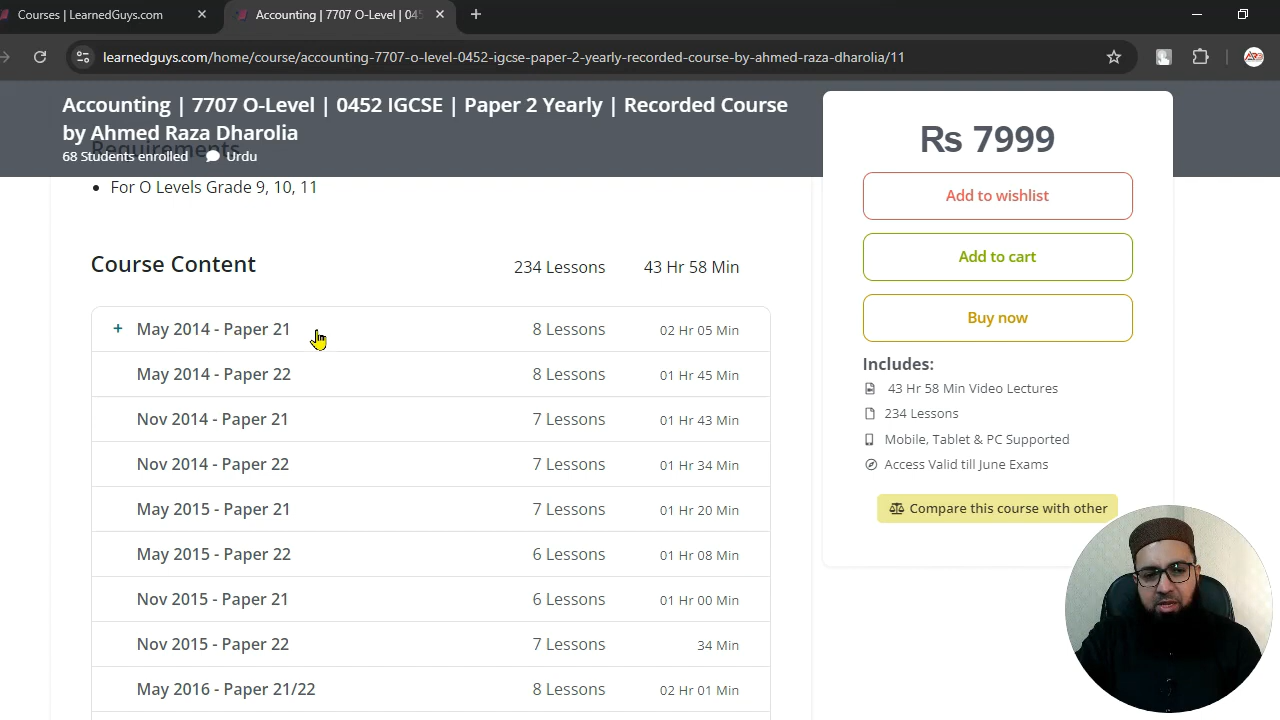 Courses | LearnedGuys.com
Accounting | 7707 O-Level | 045
learnedguys.com/home/course/accounting-7707-o-level-0452-igcse-paper-2-yearly-recorded-course-by-ahmed-raza-dharolia/11
Accounting | 7707 O-Level | 0452 IGCSE | Paper 2 Yearly | Recorded Course
by Ahmed Raza Dharolia
Requirements
68 Students enrolled Urdu
For O Levels Grade 9, 10, 11
Course Content 234 Lessons 43 Hr 58 Min
+ May 2014 - Paper 21 8 Lessons 02 Hr 05 Min
May 2014 - Paper 22 8 Lessons 01 Hr 45 Min
Nov 2014 - Paper 21 7 Lessons 01 Hr 43 Min
Nov 2014 - Paper 22 7 Lessons 01 Hr 34 Min
May 2015 - Paper 21 7 Lessons 01 Hr 20 Min
May 2015 - Paper 22 6 Lessons 01 Hr 08 Min
Nov 2015 - Paper 21 6 Lessons 01 Hr 00 Min
Nov 2015 - Paper 22 7 Lessons 34 Min
May 2016 - Paper 21/22 8 Lessons 02 Hr 01 Min
Rs 7999
Add to wishlist
Add to cart
Buy now
Includes:
43 Hr 58 Min Video Lectures
234 Lessons
Mobile, Tablet & PC Supported
Access Valid till June Exams
Compare this course with other